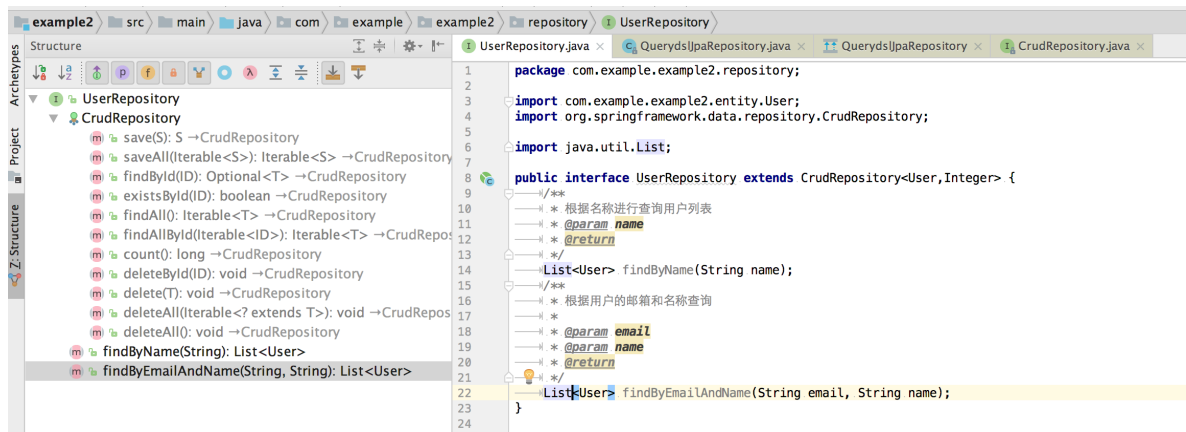 example2 src main java com example example2 repository UserRepository
Structure
UserRepository.java × QuerydslJpaRepository.java × QuerydslJpaRepository × CrudRepository.java ×
Archetypes
Project
Z: Structure
UserRepository
CrudRepository
save(S): S →CrudRepository
saveAll(Iterable<S>): Iterable<S> →CrudRepository
findById(ID): Optional<T> →CrudRepository
existsById(ID): boolean →CrudRepository
findAll(): Iterable<T> →CrudRepository
findAllById(Iterable<ID>): Iterable<T> →CrudRepos
count(): long →CrudRepository
deleteById(ID): void →CrudRepository
delete(T): void →CrudRepository
deleteAll(Iterable<? extends T>): void →CrudRepos
deleteAll(): void →CrudRepository
findByName(String): List<User>
findByEmailAndName(String, String): List<User>
1 package com.example.example2.repository;
2
3 import com.example.example2.entity.User;
4 import org.springframework.data.repository.CrudRepository;
5
6 import java.util.List;
7
8 public interface UserRepository extends CrudRepository<User,Integer> {
9 /**
10 * 根据名称进行查询用户列表
11 * @param name
12 * @return
13 */
14 List<User> findByName(String name);
15 /**
16 * 根据用户的邮箱和名称查询
17 *
18 * @param email
19 * @param name
20 * @return
21 */
22 List<User> findByEmailAndName(String email, String name);
23 }
24